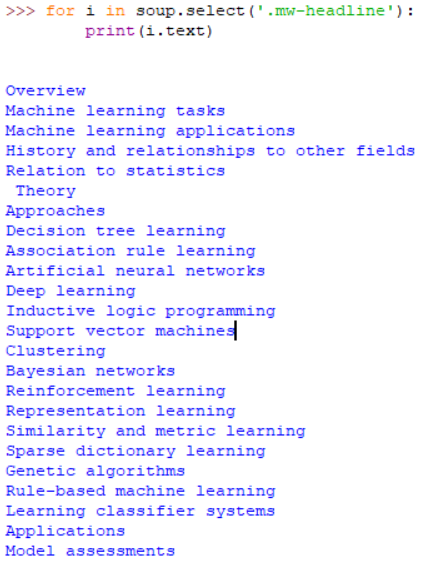 >>> for i in soup.select('.mw-headline'):
        print(i.text)
Overview
Machine learning tasks
Machine learning applications
History and relationships to other fields
Relation to statistics
 Theory
Approaches
Decision tree learning
Association rule learning
Artificial neural networks
Deep learning
Inductive logic programming
Support vector machines
Clustering
Bayesian networks
Reinforcement learning
Representation learning
Similarity and metric learning
Sparse dictionary learning
Genetic algorithms
Rule-based machine learning
Learning classifier systems
Applications
Model assessments